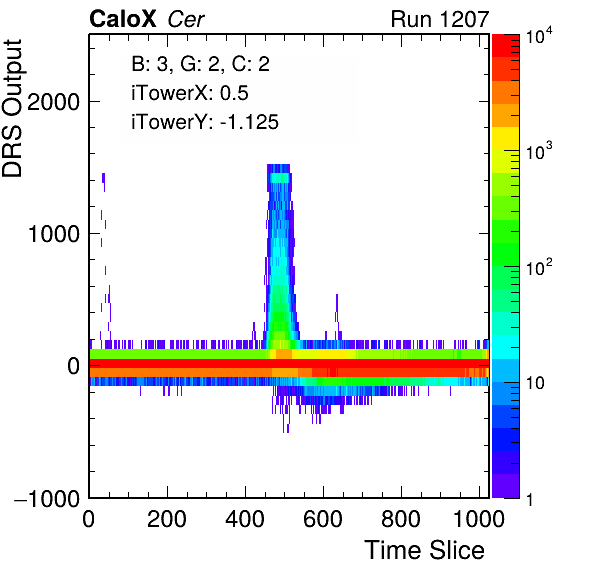 CaloX Cer Run 1207
B: 3, G: 2, C: 2
iTowerX: 0.5
iTowerY: -1.125
DRS Output
2000
1000
0
−1000
0 200 400 600 800 1000
Time Slice
10⁴
10³
10²
10
1